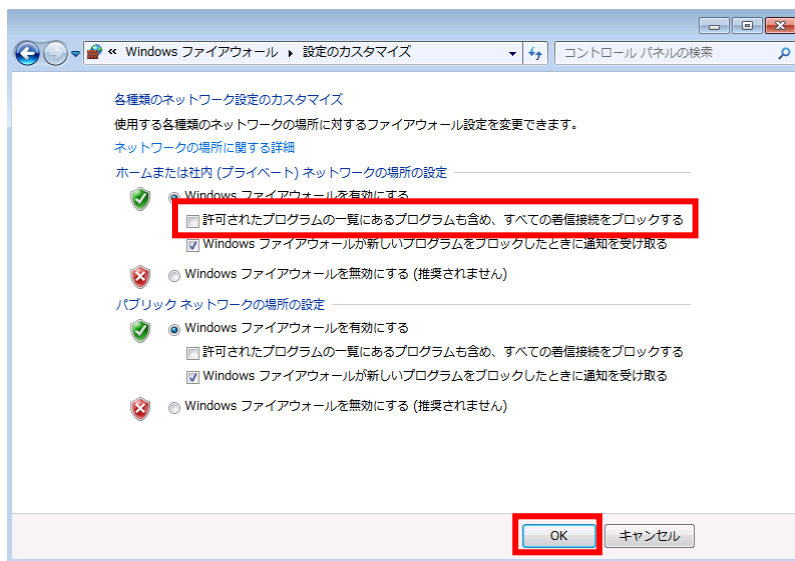 « Windows ファイアウォール ▸ 設定のカスタマイズ
コントロール パネルの検索
各種類のネットワーク設定のカスタマイズ
使用する各種類のネットワークの場所に対するファイアウォール設定を変更できます。
ネットワークの場所に関する詳細
ホームまたは社内 (プライベート) ネットワークの場所の設定
Windows ファイアウォールを有効にする
許可されたプログラムの一覧にあるプログラムも含め、すべての着信接続をブロックする
Windows ファイアウォールが新しいプログラムをブロックしたときに通知を受け取る
Windows ファイアウォールを無効にする (推奨されません)
パブリック ネットワークの場所の設定
Windows ファイアウォールを有効にする
許可されたプログラムの一覧にあるプログラムも含め、すべての着信接続をブロックする
Windows ファイアウォールが新しいプログラムをブロックしたときに通知を受け取る
Windows ファイアウォールを無効にする (推奨されません)
OK
キャンセル